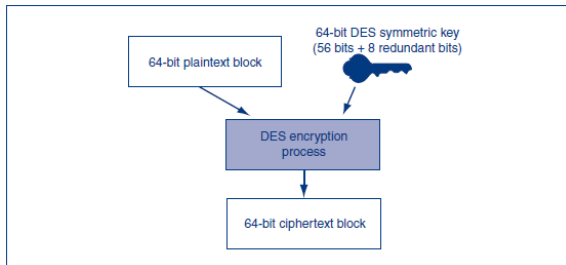 64-bit DES symmetric key
(56 bits + 8 redundant bits)
64-bit plaintext block
DES encryption
process
64-bit ciphertext block